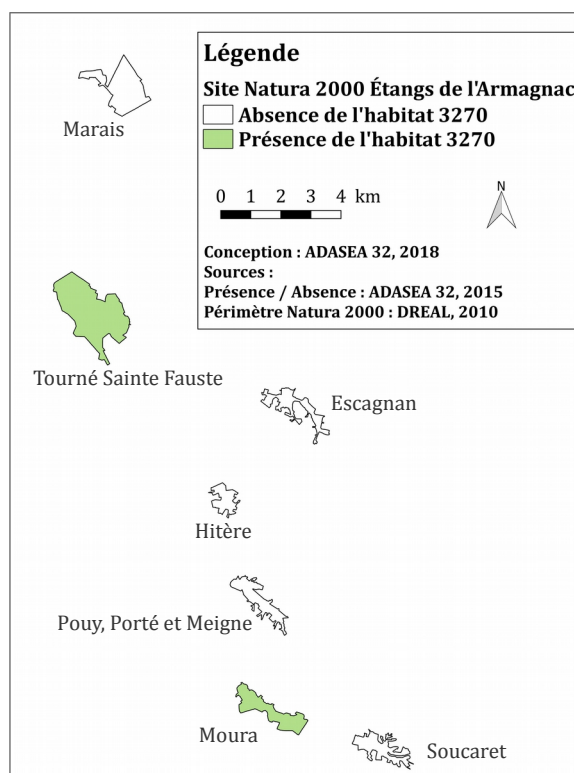 Légende
Site Natura 2000 Étangs de l'Armagnac
Absence de l'habitat 3270
Présence de l'habitat 3270
0 1 2 3 4 km
N
Conception : ADASEA 32, 2018
Sources :
Présence / Absence : ADASEA 32, 2015
Périmètre Natura 2000 : DREAL, 2010
Marais
Tourné Sainte Fauste
Escagnan
Hitère
Pouy, Porté et Meigne
Moura
Soucaret